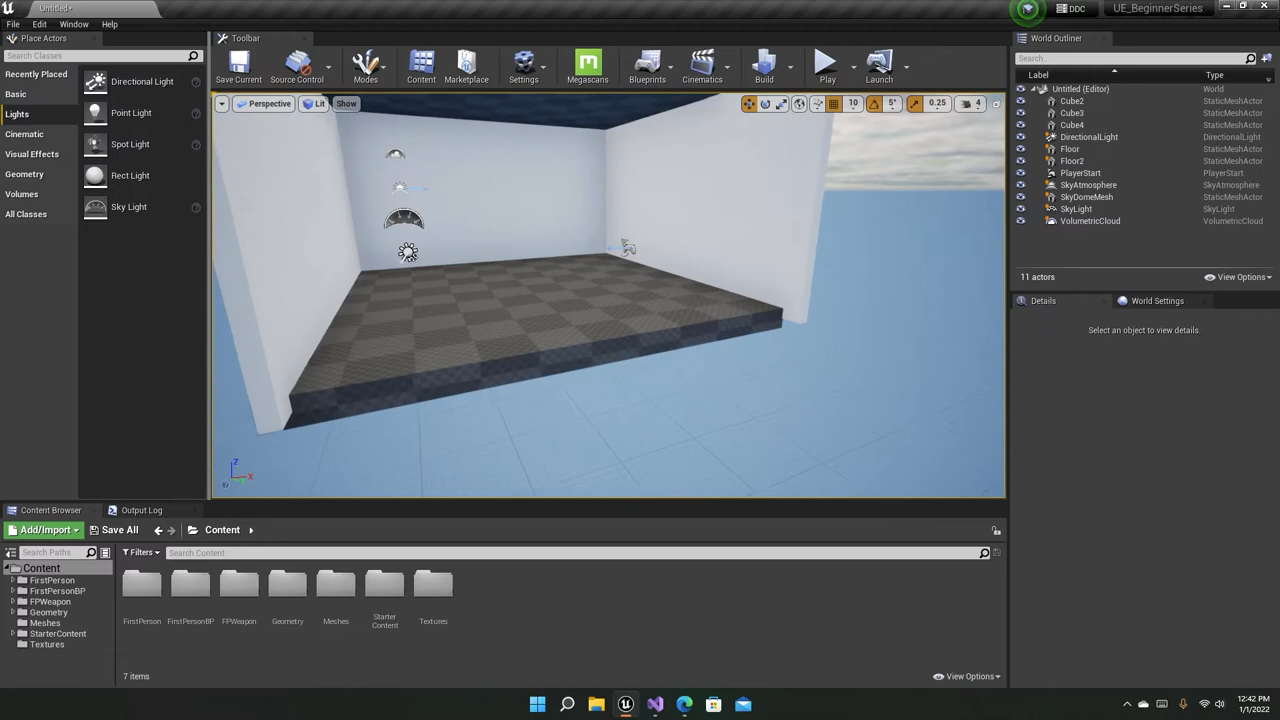 Untitled*
DDC
UE_BeginnerSeries
File Edit Window Help
Place Actors
Toolbar
World Outliner
Search Classes
Save Current
Source Control
Modes
Content
Marketplace
Settings
Megascans
Blueprints
Cinematics
Build
Play
Launch
Search...
Label Type
Recently Placed
Basic
Lights
Cinematic
Visual Effects
Geometry
Volumes
All Classes
Directional Light
Point Light
Spot Light
Rect Light
Sky Light
Perspective
Lit
Show
10
5°
0.25
4
Untitled (Editor) World
Cube2 StaticMeshActor
Cube3 StaticMeshActor
Cube4 StaticMeshActor
DirectionalLight DirectionalLight
Floor StaticMeshActor
Floor2 StaticMeshActor
PlayerStart PlayerStart
SkyAtmosphere SkyAtmosphere
SkyDomeMesh StaticMeshActor
SkyLight SkyLight
VolumetricCloud VolumetricCloud
11 actors
View Options
Details
World Settings
Select an object to view details.
Z
X
Content Browser
Output Log
Add/Import
Save All
Content
Search Paths
Filters
Search Content
Content
FirstPerson
FirstPersonBP
FPWeapon
Geometry
Meshes
StarterContent
Textures
FirstPerson
FirstPersonBP
FPWeapon
Geometry
Meshes
Starter
Content
Textures
7 items
View Options
12:42 PM
1/1/2022